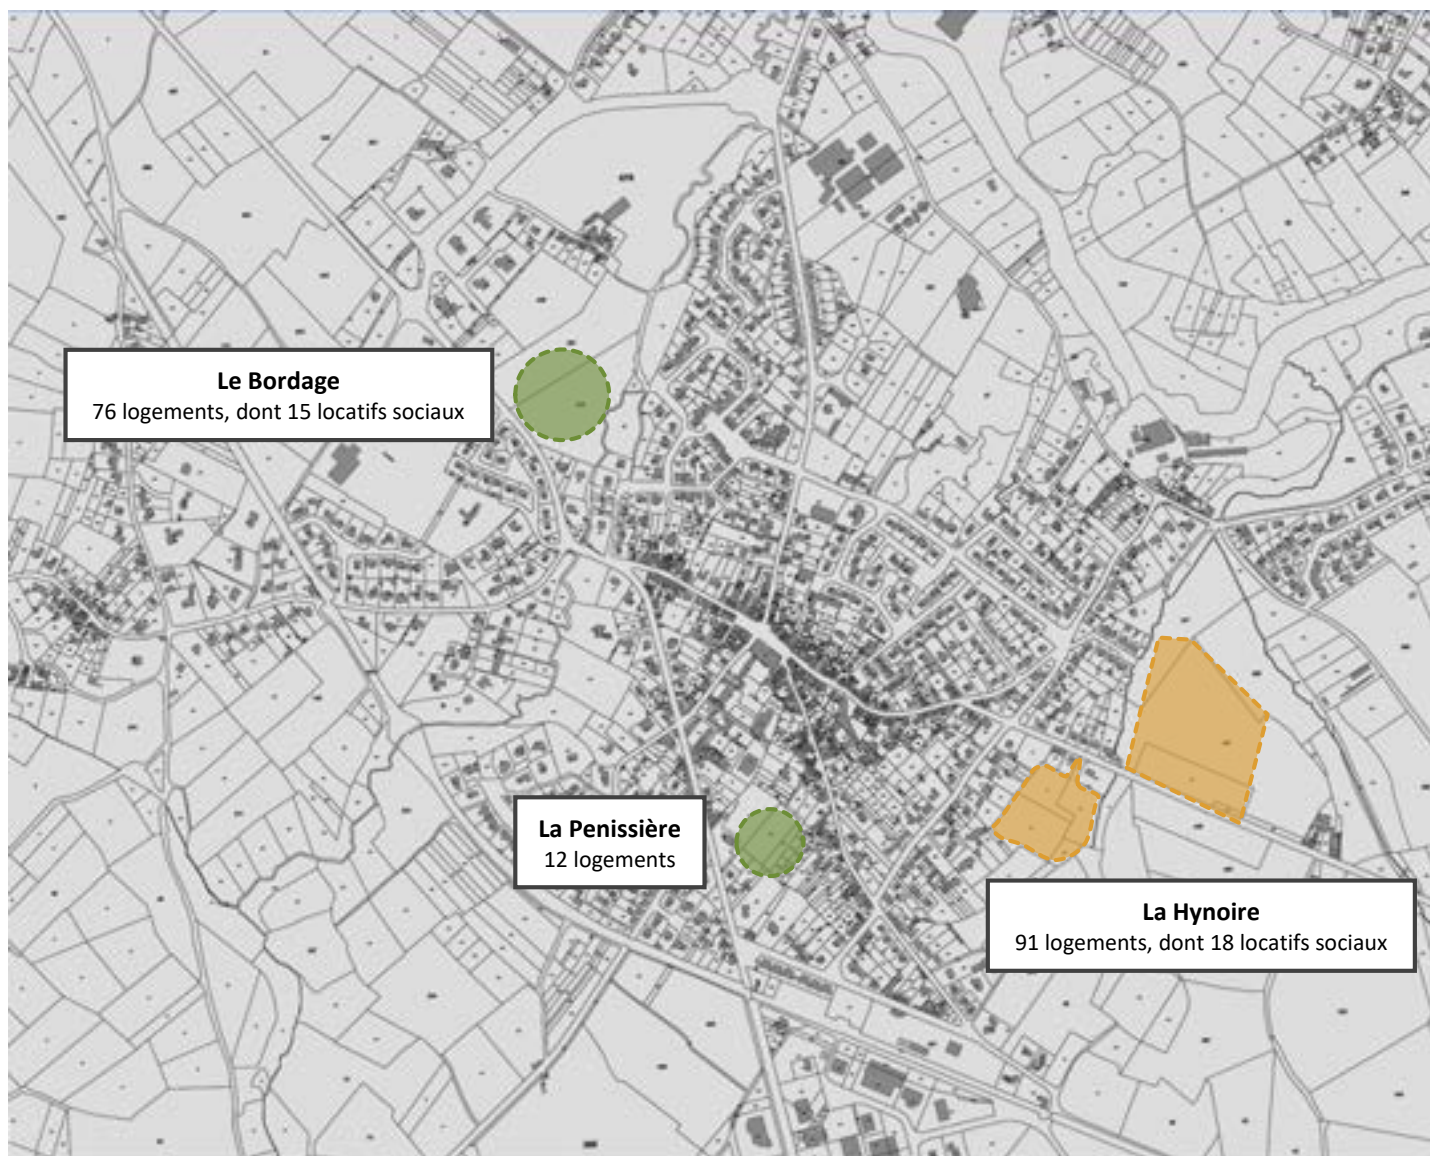 Le Bordage
76 logements, dont 15 locatifs sociaux
La Penissière
12 logements
La Hynoire
91 logements, dont 18 locatifs sociaux